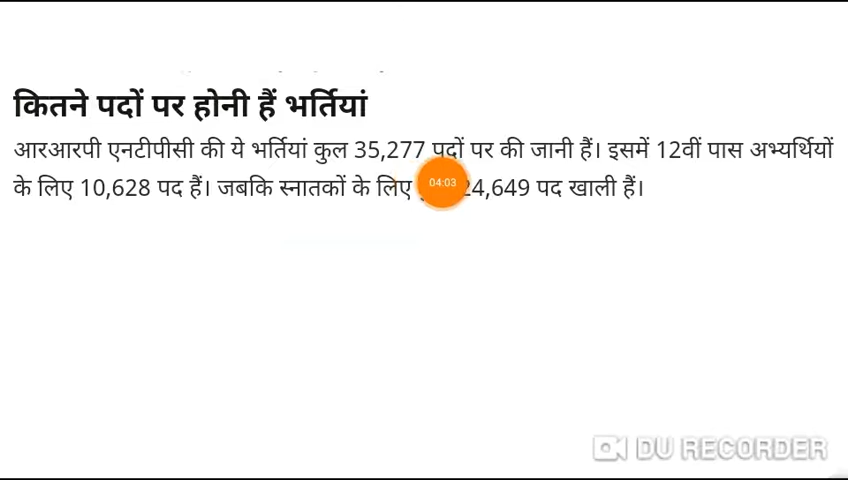 कितने पदों पर होनी हैं भर्तियां
आरआरपी एनटीपीसी की ये भर्तियां कुल 35,277 पदों पर की जानी हैं। इसमें 12वीं पास अभ्यर्थियों
के लिए 10,628 पद हैं। जबकि स्नातकों के लिए 24,649 पद खाली हैं।
04:03
DU RECORDER